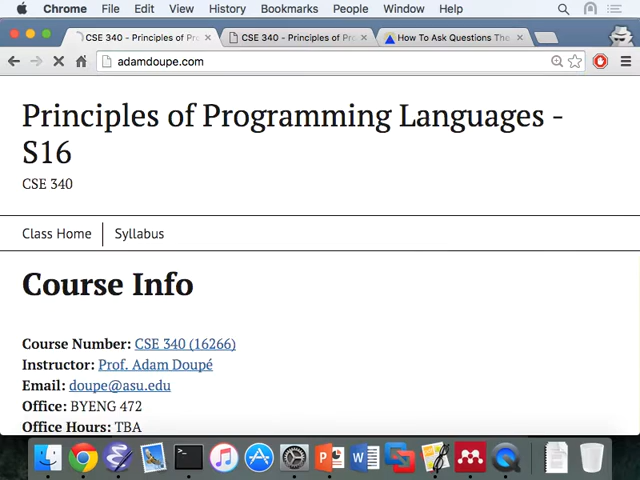 Chrome File Edit View History Bookmarks People Window Help
CSE 340 - Principles of Pro
CSE 340 - Principles of Pro
How To Ask Questions The
adamdoupe.com
Principles of Programming Languages -
S16
CSE 340
Class Home
Syllabus
Course Info
Course Number: CSE 340 (16266)
Instructor: Prof. Adam Doupé
Email: doupe@asu.edu
Office: BYENG 472
Office Hours: TBA